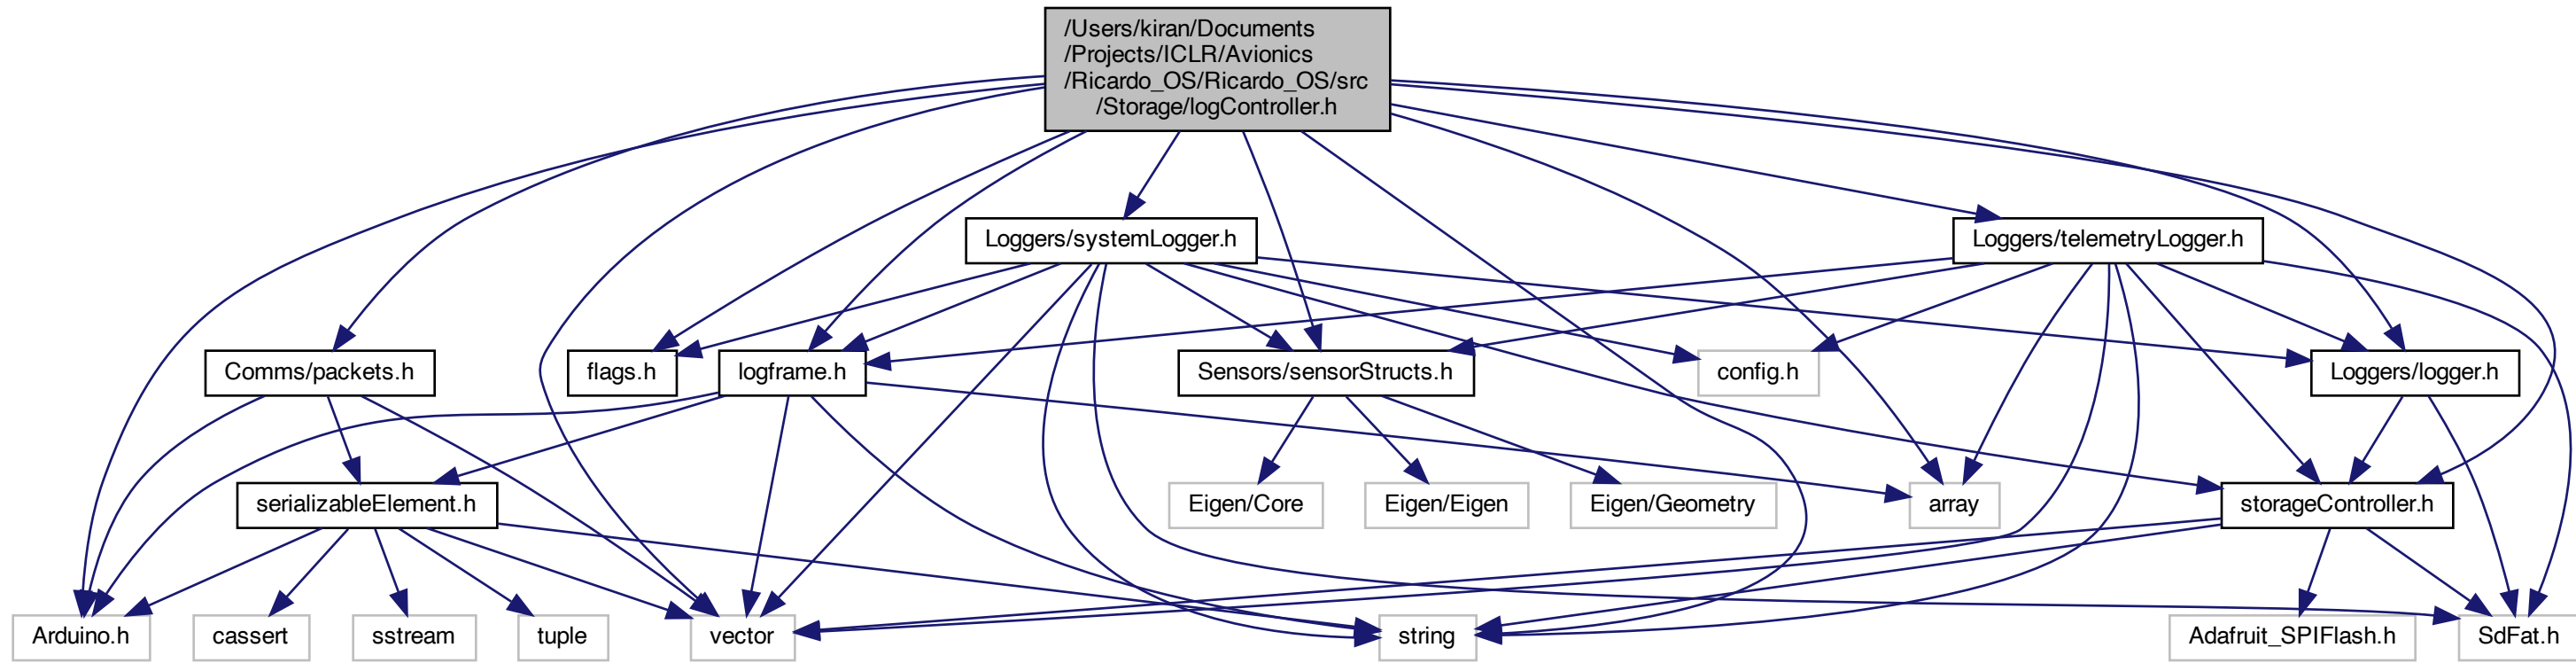 /Users/kiran/Documents
/Projects/ICLR/Avionics
/Ricardo_OS/Ricardo_OS/src
/Storage/logController.h
Loggers/systemLogger.h
Loggers/telemetryLogger.h
Comms/packets.h
flags.h
logframe.h
Sensors/sensorStructs.h
config.h
Loggers/logger.h
serializableElement.h
Eigen/Core
Eigen/Eigen
Eigen/Geometry
array
storageController.h
Arduino.h
cassert
sstream
tuple
vector
string
Adafruit_SPIFlash.h
SdFat.h